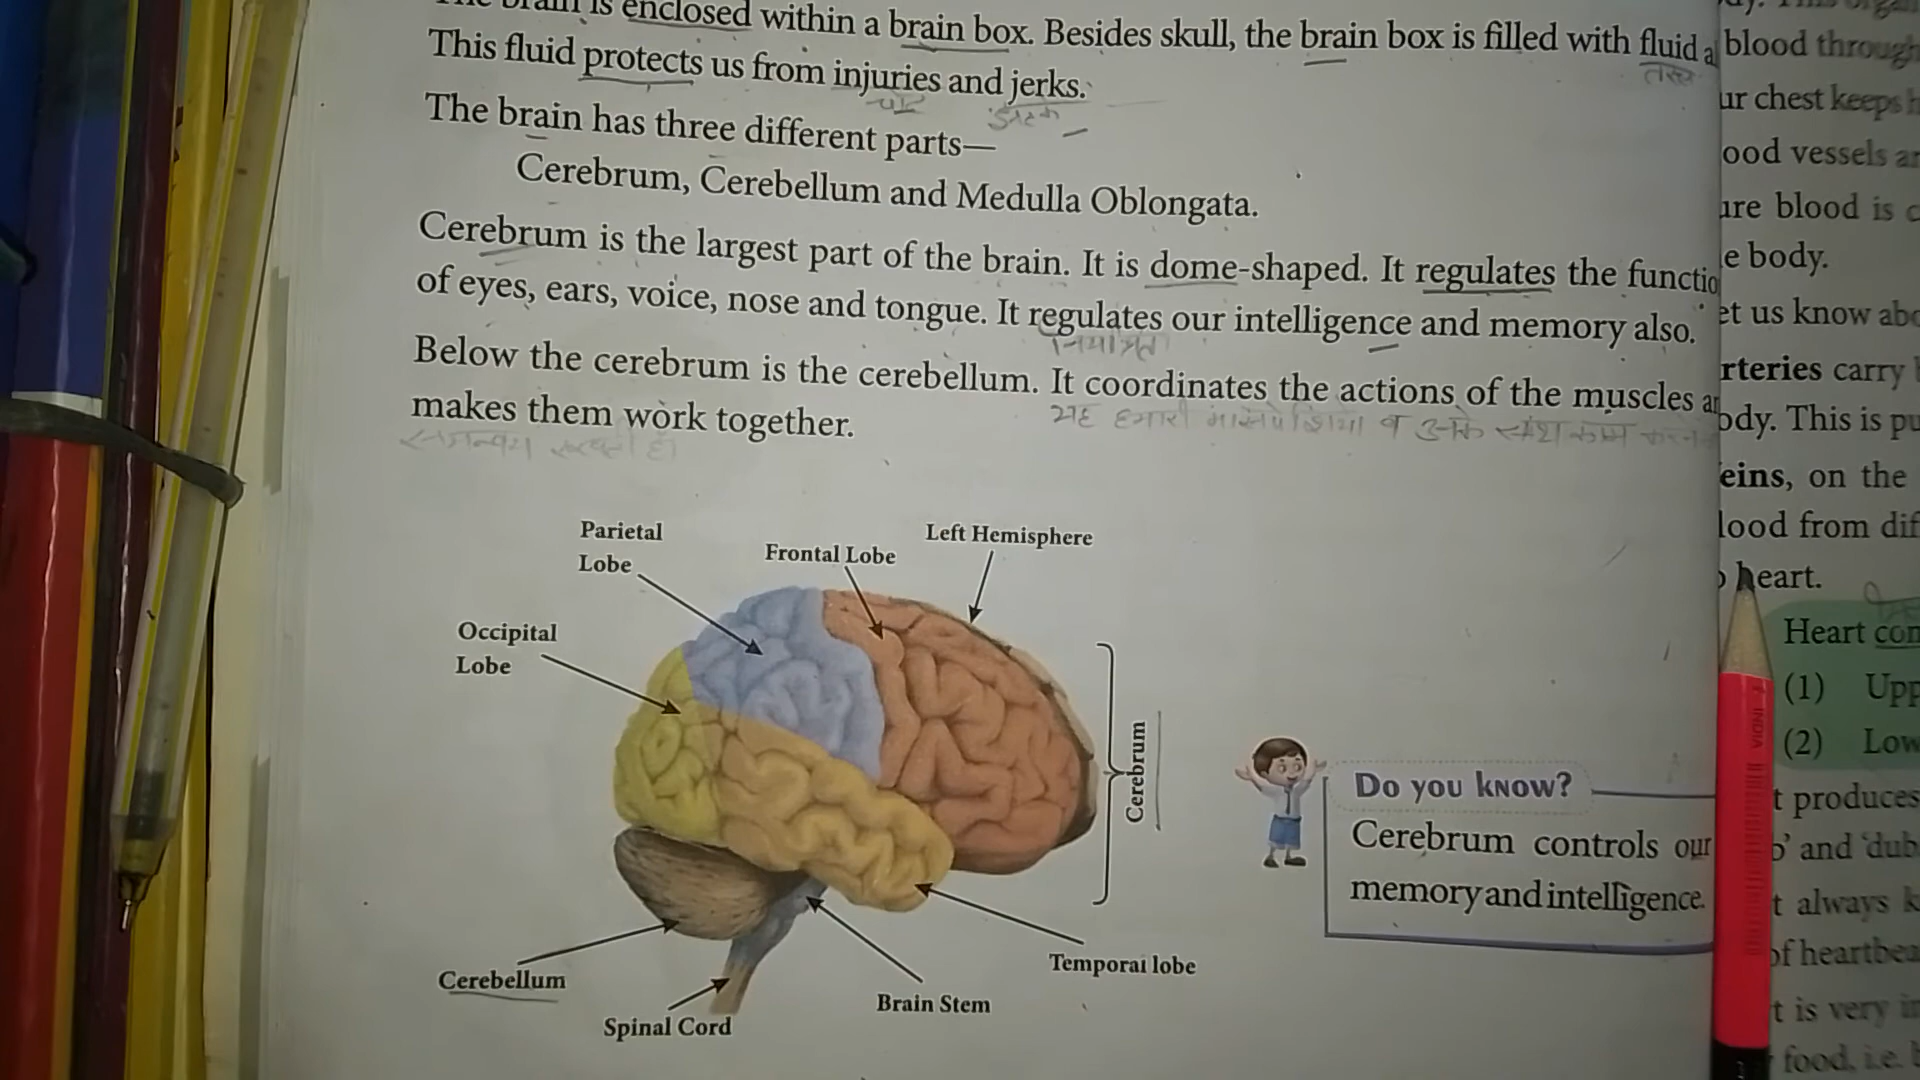 The brain is enclosed within a brain box. Besides skull, the brain box is filled with fluid
This fluid protects us from injuries and jerks.
The brain has three different parts—
Cerebrum, Cerebellum and Medulla Oblongata.
Cerebrum is the largest part of the brain. It is dome-shaped. It regulates the functio
of eyes, ears, voice, nose and tongue. It regulates our intelligence and memory also.
Below the cerebrum is the cerebellum. It coordinates the actions of the muscles
makes them work together.
Parietal
Lobe
Frontal Lobe
Left Hemisphere
Occipital
Lobe
Cerebrum
Cerebellum
Spinal Cord
Brain Stem
Temporal lobe
Do you know?
Cerebrum controls our
memory and intelligence.
blood through
ur chest keeps
ood vessels
ure blood is
e body.
et us know
rteries carry
ody. This is
eins, on the
lood from dif
heart.
Heart
(1) Upp
(2) Low
t produces
and 'dub
t always
of heartbea
t is very
food, i.e.
INDIA